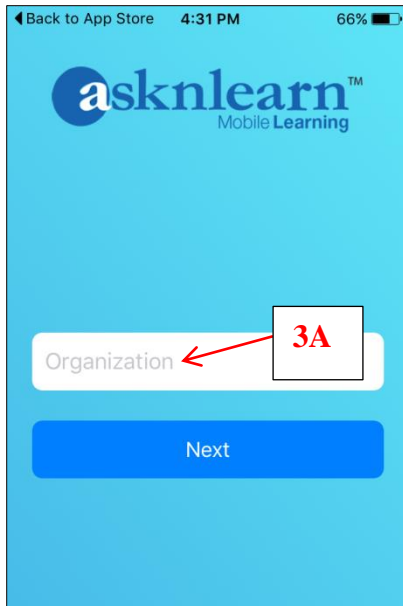 Back to App Store 4:31 PM 66%
asknlearn™
Mobile Learning
3A
Organization
Next